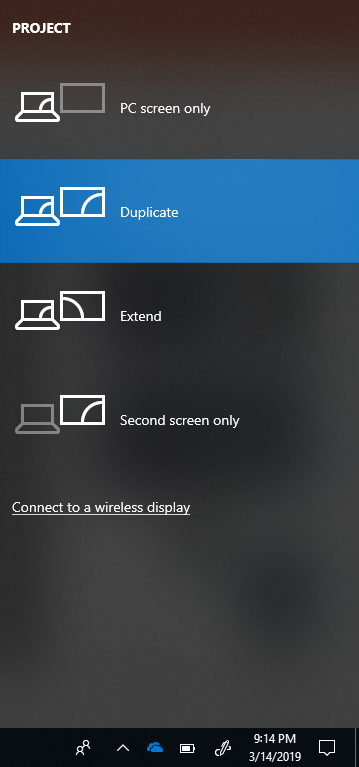 PROJECT
PC screen only
Duplicate
Extend
Second screen only
Connect to a wireless display
9:14 PM
3/14/2019